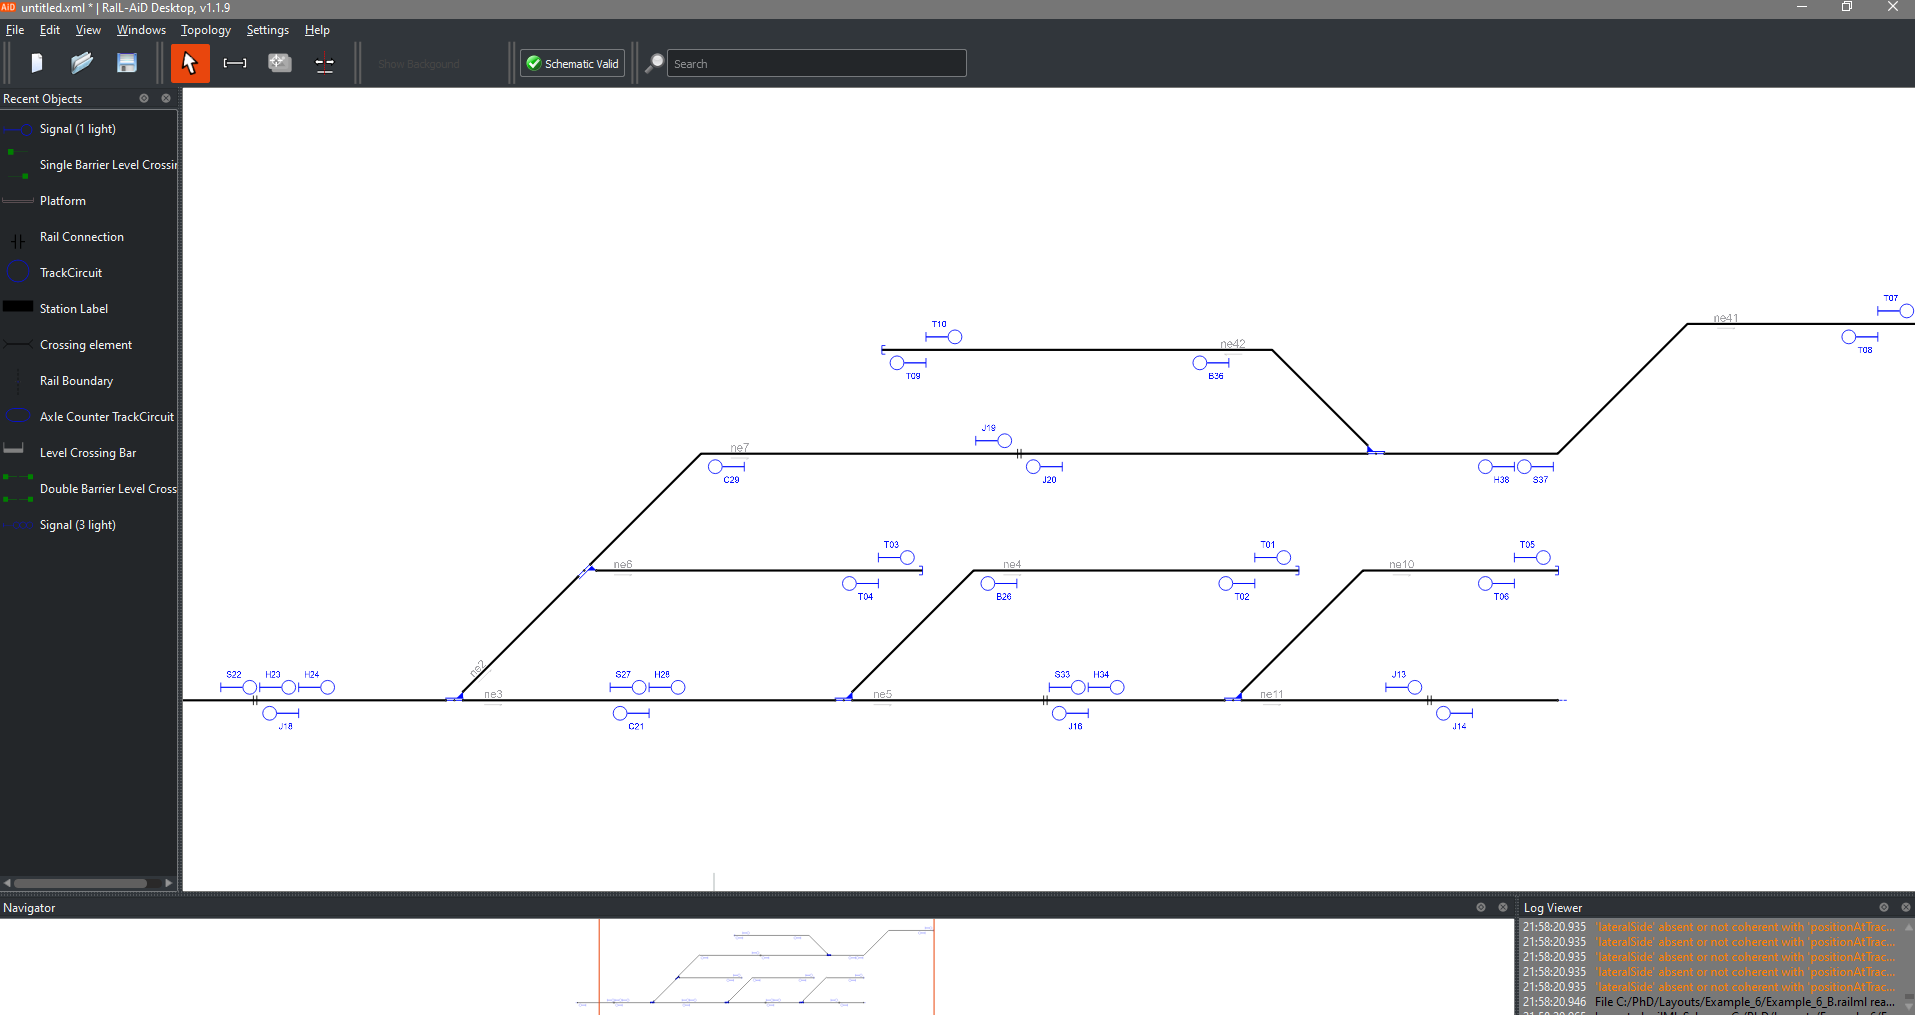 AiD untitled.xml * | RaIL-AiD Desktop, v1.1.9
File Edit View Windows Topology Settings Help
Show Backgound
Schematic Valid
Search
Recent Objects
Signal (1 light)
Single Barrier Level Crossin
Platform
Rail Connection
TrackCircuit
Station Label
Crossing element
Rail Boundary
Axle Counter TrackCircuit
Level Crossing Bar
Double Barrier Level Cross
Signal (3 light)
T07
ne41
T10
T08
ne42
T09
B36
J19
ne7
C29
J20
H38
S37
T03
T01
T05
ne6
ne4
ne10
T04
B26
T02
T06
ne2
S22
H23
H24
S27
H28
S33
H34
J13
ne3
ne5
ne11
J18
C21
J16
J14
Navigator
Log Viewer
21:58:20.935 'lateralSide' absent or not coherent with 'positionAtTrac...
21:58:20.935 'lateralSide' absent or not coherent with 'positionAtTrac...
21:58:20.935 'lateralSide' absent or not coherent with 'positionAtTrac...
21:58:20.935 'lateralSide' absent or not coherent with 'positionAtTrac...
21:58:20.935 'lateralSide' absent or not coherent with 'positionAtTrac...
21:58:20.946 File C:/PhD/Layouts/Example_6/Example_6_B.railml rea...